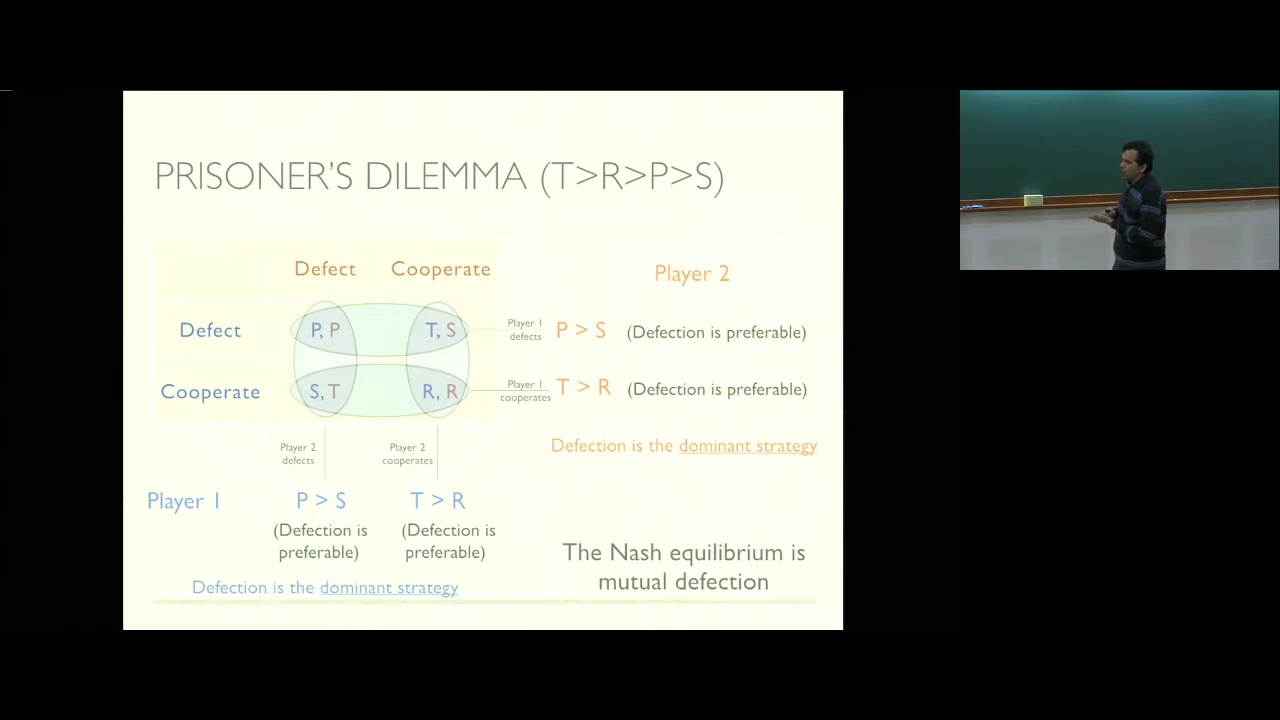 PRISONER'S DILEMMA (T>R>P>S)
Defect Cooperate
Player 2
Defect
P, P
T, S
Player 1
defects
P > S
(Defection is preferable)
Cooperate
S, T
R, R
Player 1
cooperates
T > R
(Defection is preferable)
Defection is the dominant strategy
Player 2
defects
Player 2
cooperates
Player 1
P > S
T > R
(Defection is
preferable)
(Defection is
preferable)
Defection is the dominant strategy
The Nash equilibrium is
mutual defection